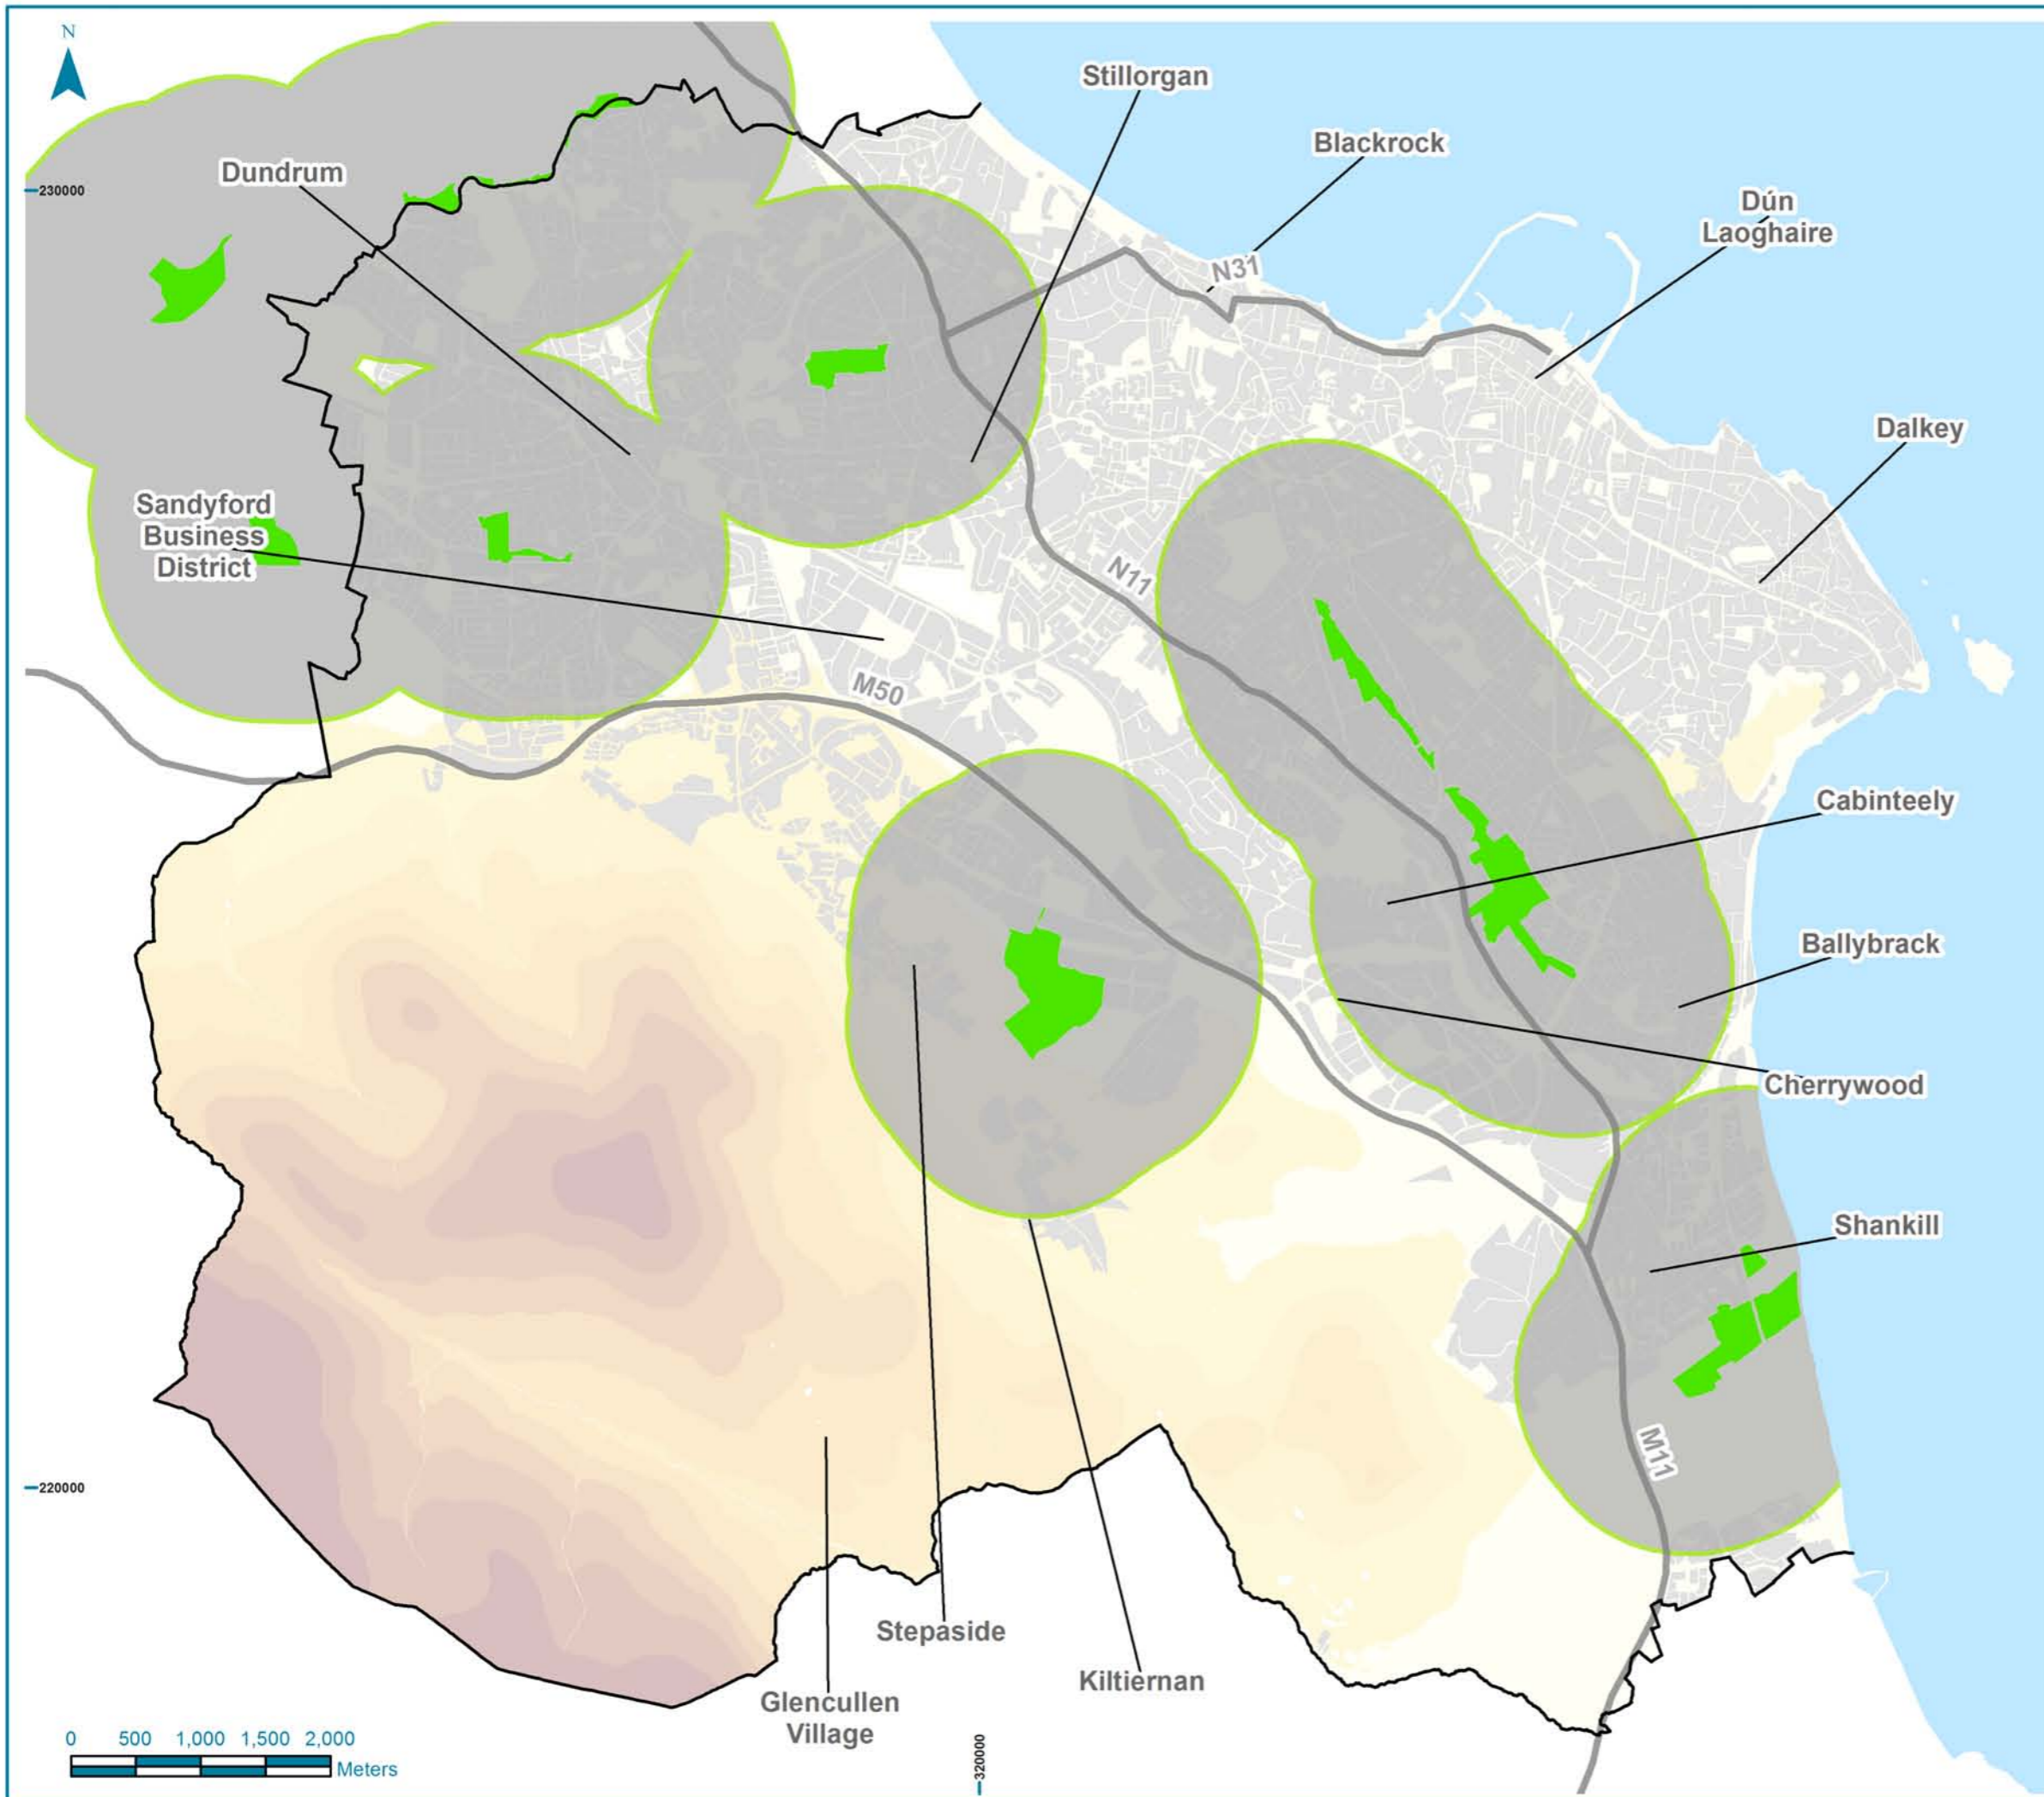 N
Stillorgan
Blackrock
Dundrum
230000
Dún
Laoghaire
N31
Dalkey
Sandyford
Business
District
N11
M50
Cabinteely
Ballybrack
Cherrywood
Shankill
M11
220000
Stepaside
Kiltiernan
Glencullen
Village
320000
0 500 1,000 1,500 2,000
Meters